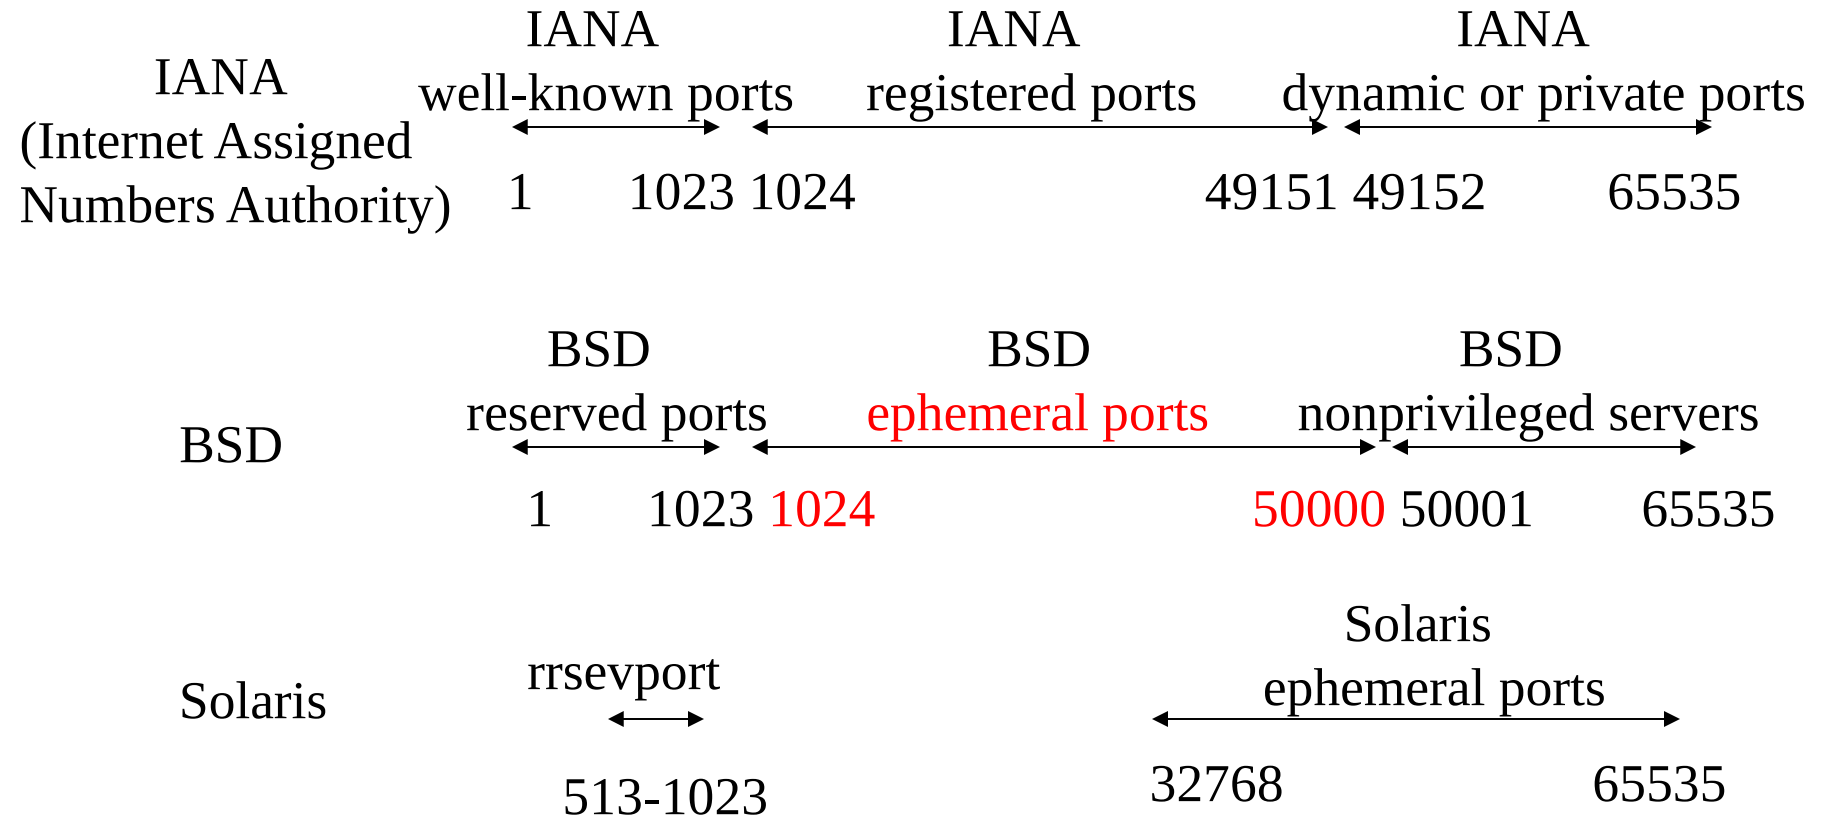 IANA
(Internet Assigned
Numbers Authority)
IANA
well-known ports
IANA
registered ports
IANA
dynamic or private ports
1 1023 1024 49151 49152 65535
BSD
BSD
reserved ports
BSD
ephemeral ports
BSD
nonprivileged servers
1 1023 1024 50000 50001 65535
Solaris
rrsevport
513-1023
Solaris
ephemeral ports
32768 65535